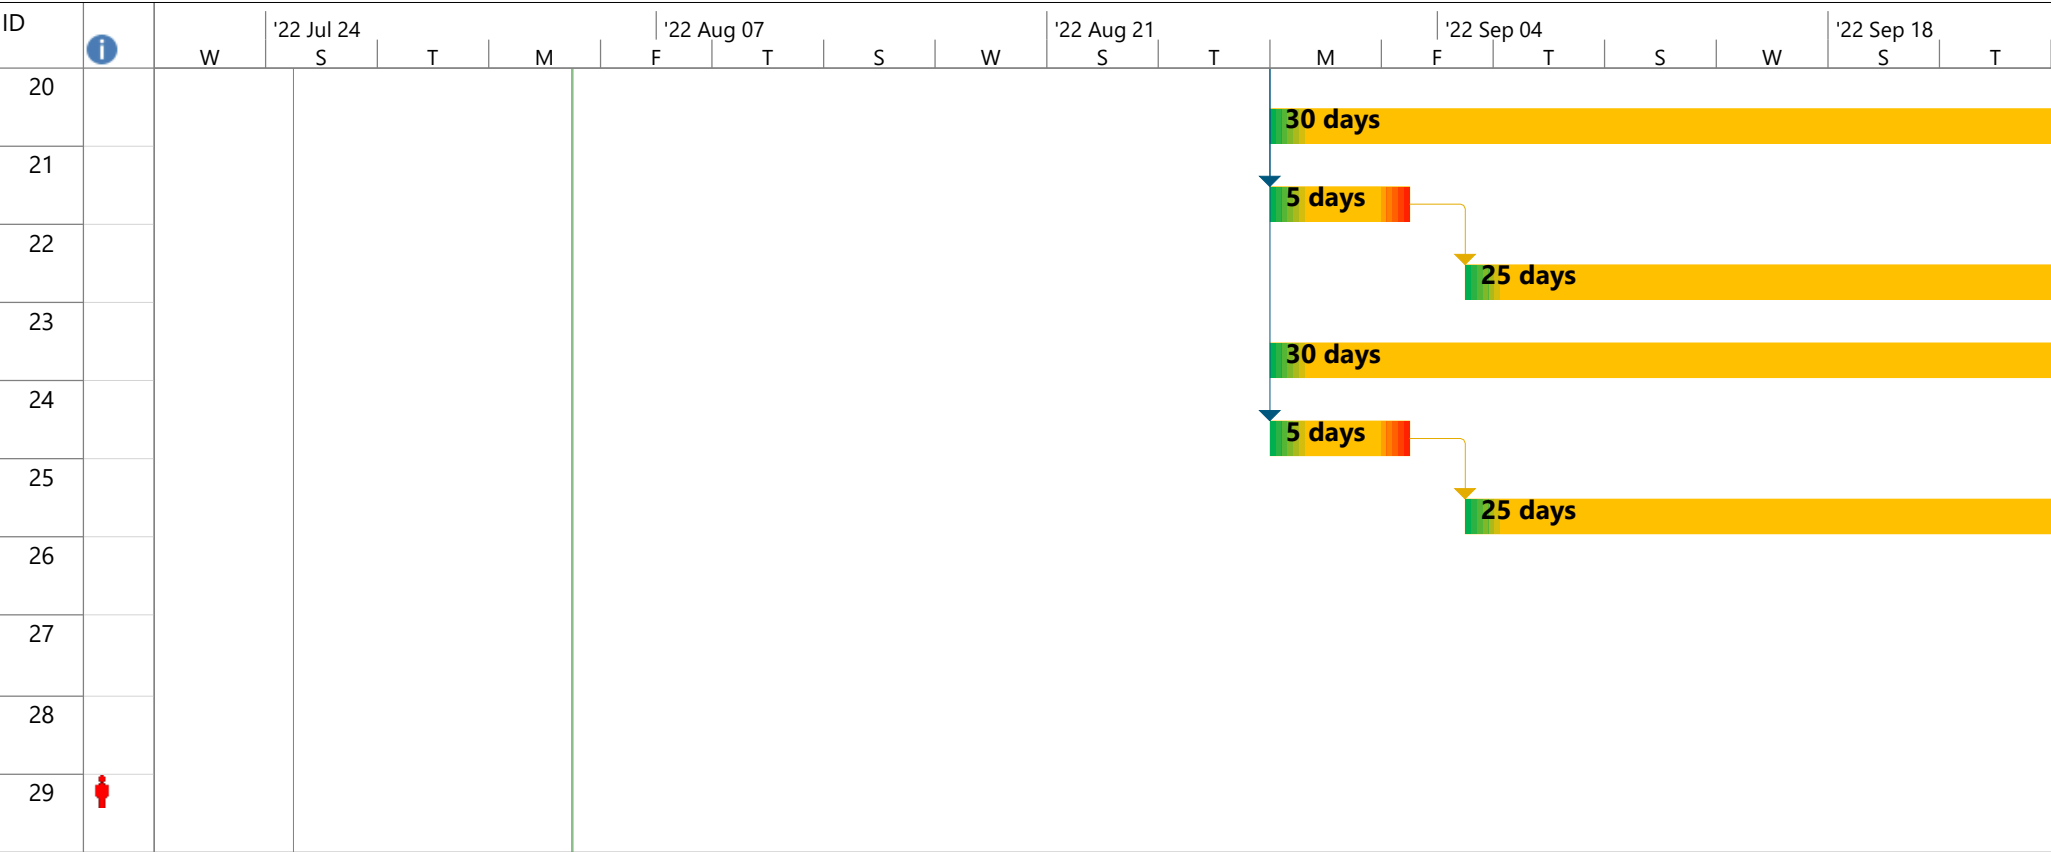 ID
'22 Jul 24 '22 Aug 07 '22 Aug 21 '22 Sep 04 '22 Sep 18
i W S T M F T S W S T M F T S W S T
20
30 days
21
5 days
22
25 days
23
30 days
24
5 days
25
25 days
26
27
28
29